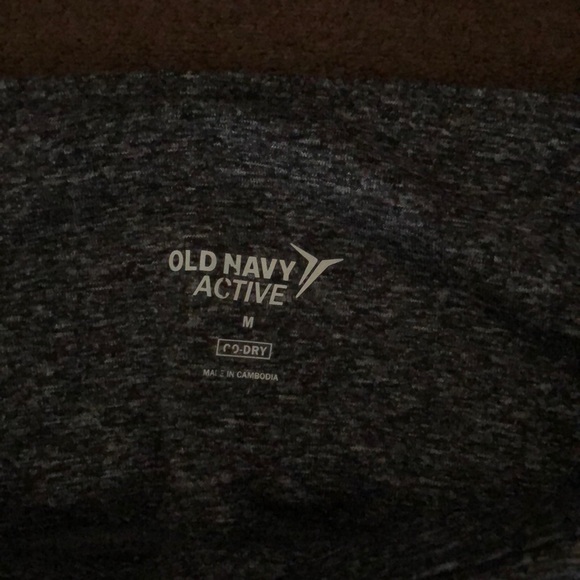 OLD NAVY
ACTIVE
M
GO-DRY
MADE IN CAMBODIA